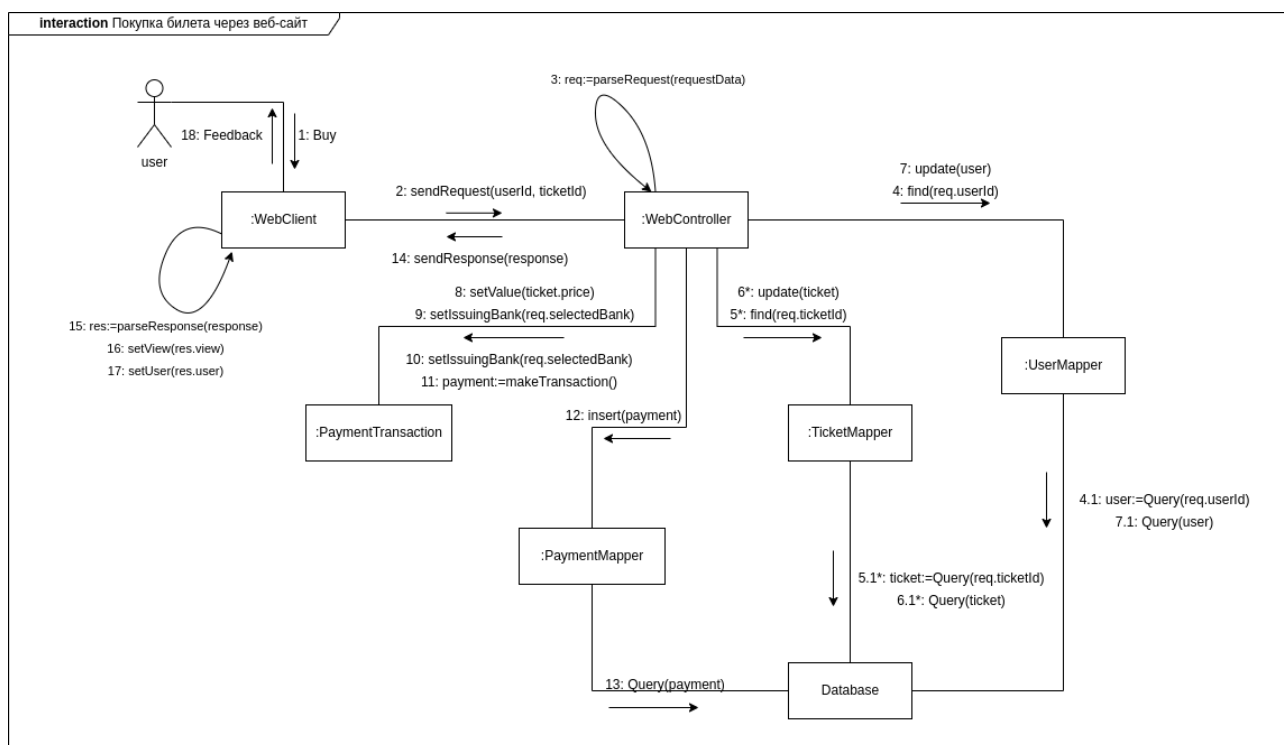 interaction Покупка билета через веб-сайт
3: req:=parseRequest(requestData)
18: Feedback
1: Buy
user
7: update(user)
2: sendRequest(userId, ticketId)
4: find(req.userId)
:WebClient
:WebController
14: sendResponse(response)
8: setValue(ticket.price)
6*: update(ticket)
9: setIssuingBank(req.selectedBank)
5*: find(req.ticketId)
15: res:=parseResponse(response)
16: setView(res.view)
17: setUser(res.user)
10: setIssuingBank(req.selectedBank)
11: payment:=makeTransaction()
:UserMapper
12: insert(payment)
:PaymentTransaction
:TicketMapper
4.1: user:=Query(req.userId)
7.1: Query(user)
:PaymentMapper
5.1*: ticket:=Query(req.ticketId)
6.1*: Query(ticket)
13: Query(payment)
Database